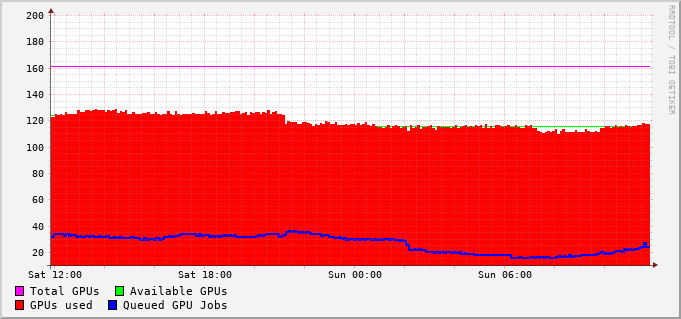 200
180
160
140
120
100
80
60
40
20
Sat 12:00 Sat 18:00 Sun 00:00 Sun 06:00
Total GPUs Available GPUs
GPUs used Queued GPU Jobs
RRDTOOL / TOBI OETIKER